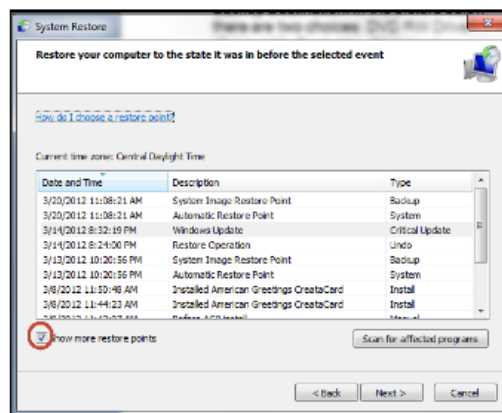 System Restore
there are two choices: DVD RW Drive
Restore your computer to the state it was in before the selected event
How do I choose a restore point?
Current time zone: Central Daylight Time
Date and Time Description Type
3/20/2012 11:08:21 AM System Image Restore Point Backup
3/20/2012 11:08:21 AM Automatic Restore Point System
3/14/2012 8:32:19 PM Windows Update Critical Update
3/14/2012 8:24:00 PM Restore Operation Undo
3/13/2012 10:20:56 PM System Image Restore Point Backup
3/13/2012 10:20:56 PM Automatic Restore Point System
3/8/2012 11:50:48 AM Installed American Greetings CreataCard Install
3/8/2012 11:44:23 AM Installed American Greetings CreataCard Install
Show more restore points Scan for affected programs
< Back Next > Cancel